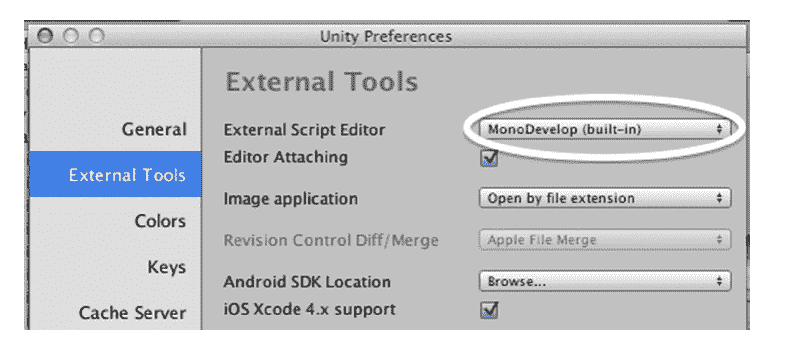 Unity Preferences
External Tools
General
External Tools
Colors
Keys
Cache Server
External Script Editor MonoDevelop (built-in)
Editor Attaching
Image application Open by file extension
Revision Control Diff/Merge Apple File Merge
Android SDK Location Browse...
iOS Xcode 4.x support